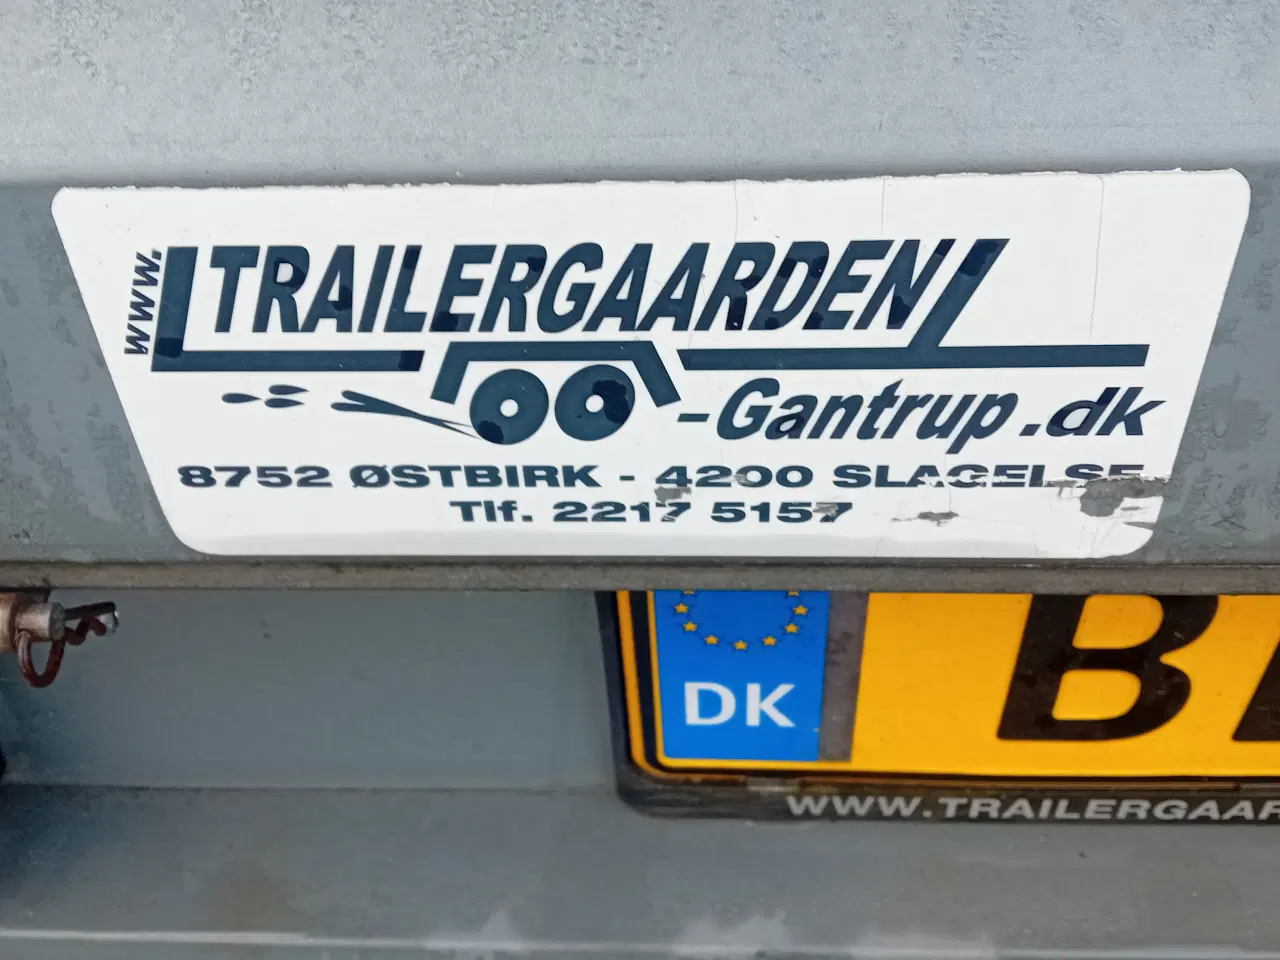 www.TRAILERGAARDEN
-Gantrup.dk
8752 ØSTBIRK - 4200 SLAGELSE
Tlf. 2217 5157
DK
B
WWW.TRAILERGAAR